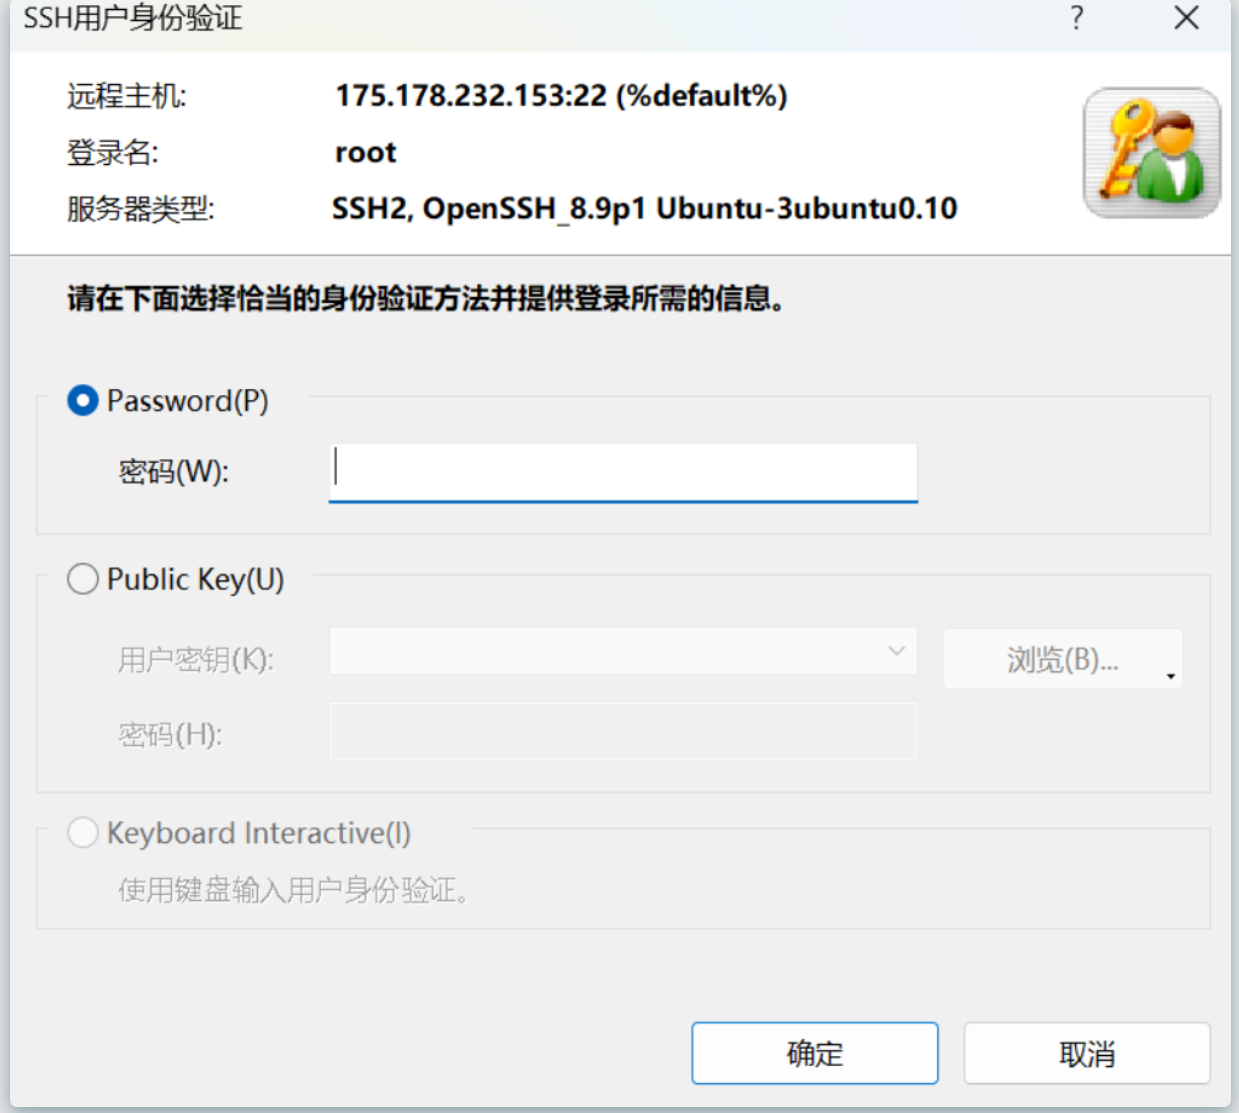 SSH用户身份验证
?
远程主机: 175.178.232.153:22 (%default%)
登录名: root
服务器类型: SSH2, OpenSSH_8.9p1 Ubuntu-3ubuntu0.10
请在下面选择恰当的身份验证方法并提供登录所需的信息。
Password(P)
密码(W):
Public Key(U)
用户密钥(K):
浏览(B)...
密码(H):
Keyboard Interactive(I)
使用键盘输入用户身份验证。
确定 取消